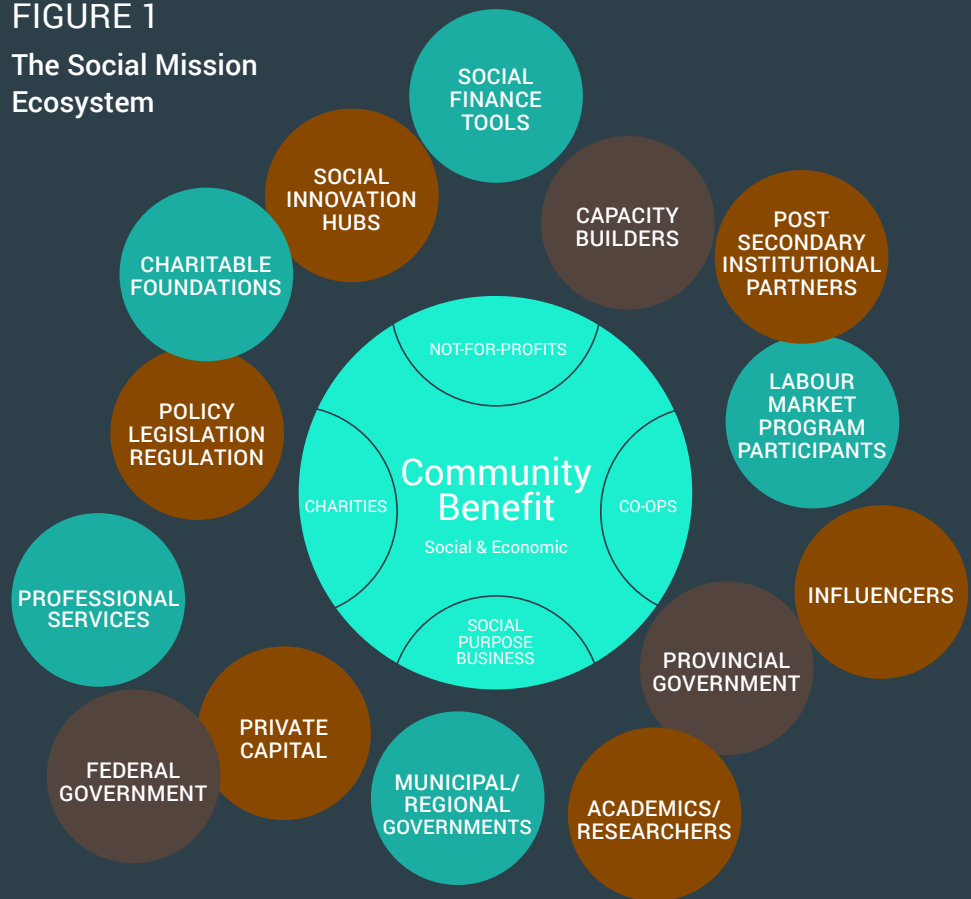 FIGURE 1
The Social Mission
Ecosystem
SOCIAL
FINANCE
TOOLS
SOCIAL
INNOVATION
HUBS
CAPACITY
BUILDERS
POST
SECONDARY
INSTITUTIONAL
PARTNERS
CHARITABLE
FOUNDATIONS
NOT-FOR-PROFITS
LABOUR
MARKET
PROGRAM
PARTICIPANTS
POLICY
LEGISLATION
REGULATION
CHARITIES
Community
Benefit
Social & Economic
CO-OPS
PROFESSIONAL
SERVICES
INFLUENCERS
SOCIAL
PURPOSE
BUSINESS
PROVINCIAL
GOVERNMENT
PRIVATE
CAPITAL
FEDERAL
GOVERNMENT
MUNICIPAL/
REGIONAL
GOVERNMENTS
ACADEMICS/
RESEARCHERS